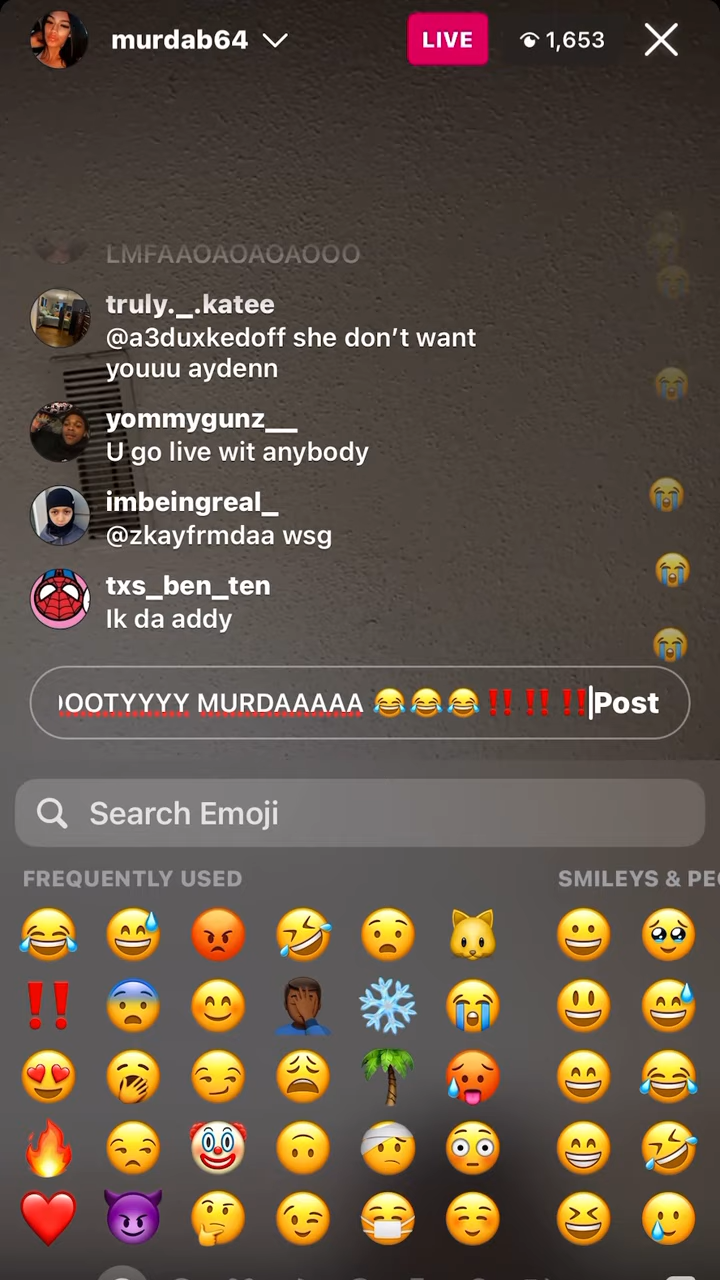 murdab64
LIVE
1,653
LMFAAOAOAOAOOO
truly._.katee
@a3duxkedoff she don’t want
youuu aydenn
yommygunz__
U go live wit anybody
imbeingreal_
@zkayfrmdaa wsg
txs_ben_ten
Ik da addy
OOTYYYY MURDAAAAA 😂😂😂‼️‼️‼️ Post
Search Emoji
FREQUENTLY USED SMILEYS & PE